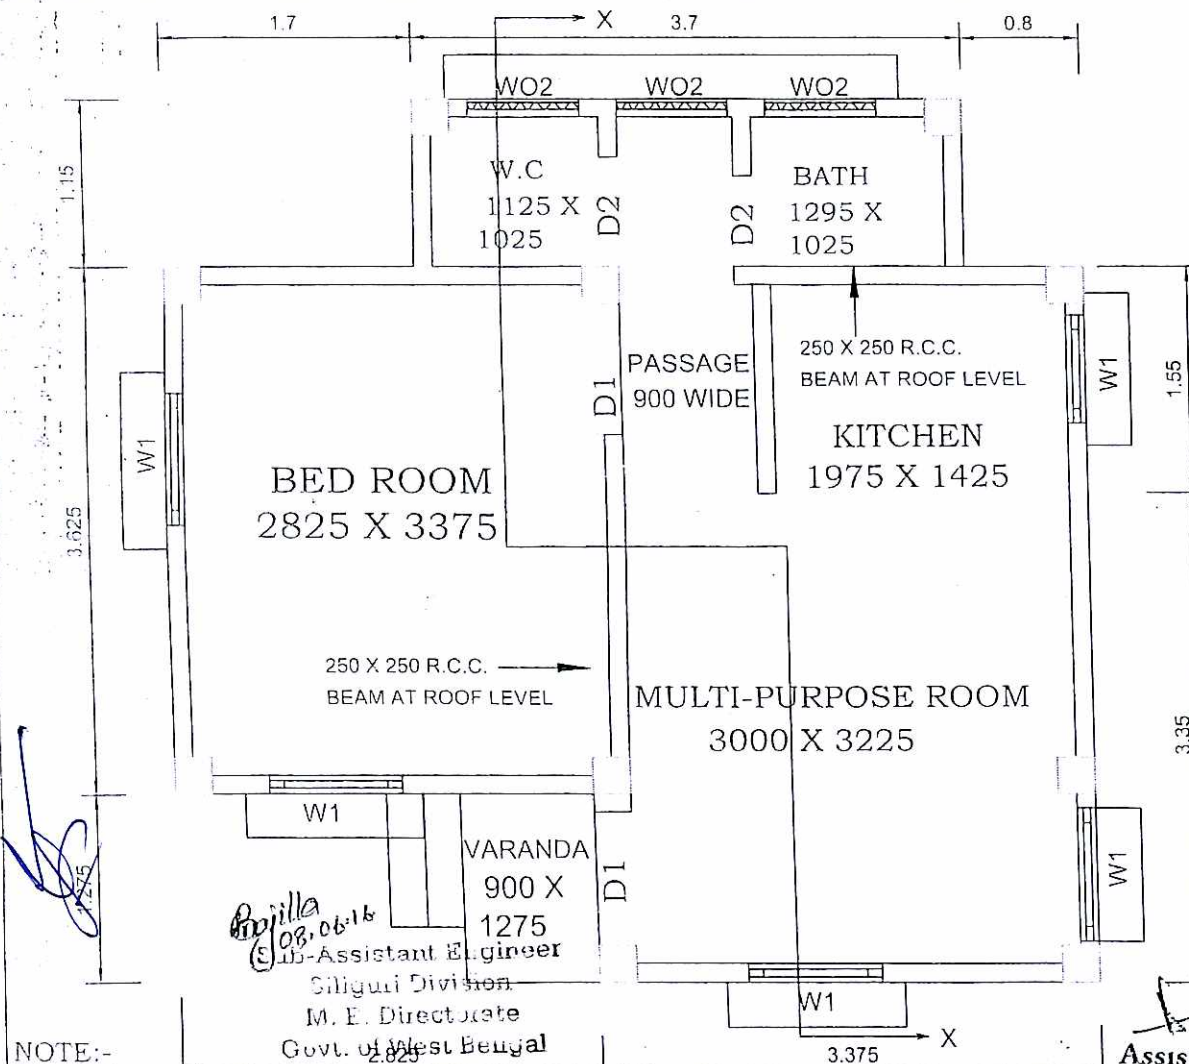 1.7
X
3.7
0.8
WO2
WO2
WO2
1.15
W.C
1125 X
1025
D2
D2
BATH
1295 X
1025
250 X 250 R.C.C.
BEAM AT ROOF LEVEL
PASSAGE
900 WIDE
D1
W1
1.55
KITCHEN
1975 X 1425
W1
BED ROOM
2825 X 3375
3.625
250 X 250 R.C.C.
BEAM AT ROOF LEVEL
MULTI-PURPOSE ROOM
3000 X 3225
3.35
W1
VARANDA
900 X
1275
D1
W1
1.275
08.06.16
Sub-Assistant Engineer
Siliguri Division
M. E. Directorate
Govt. of West Bengal
W1
X
NOTE:-
2.825
3.375
Assis